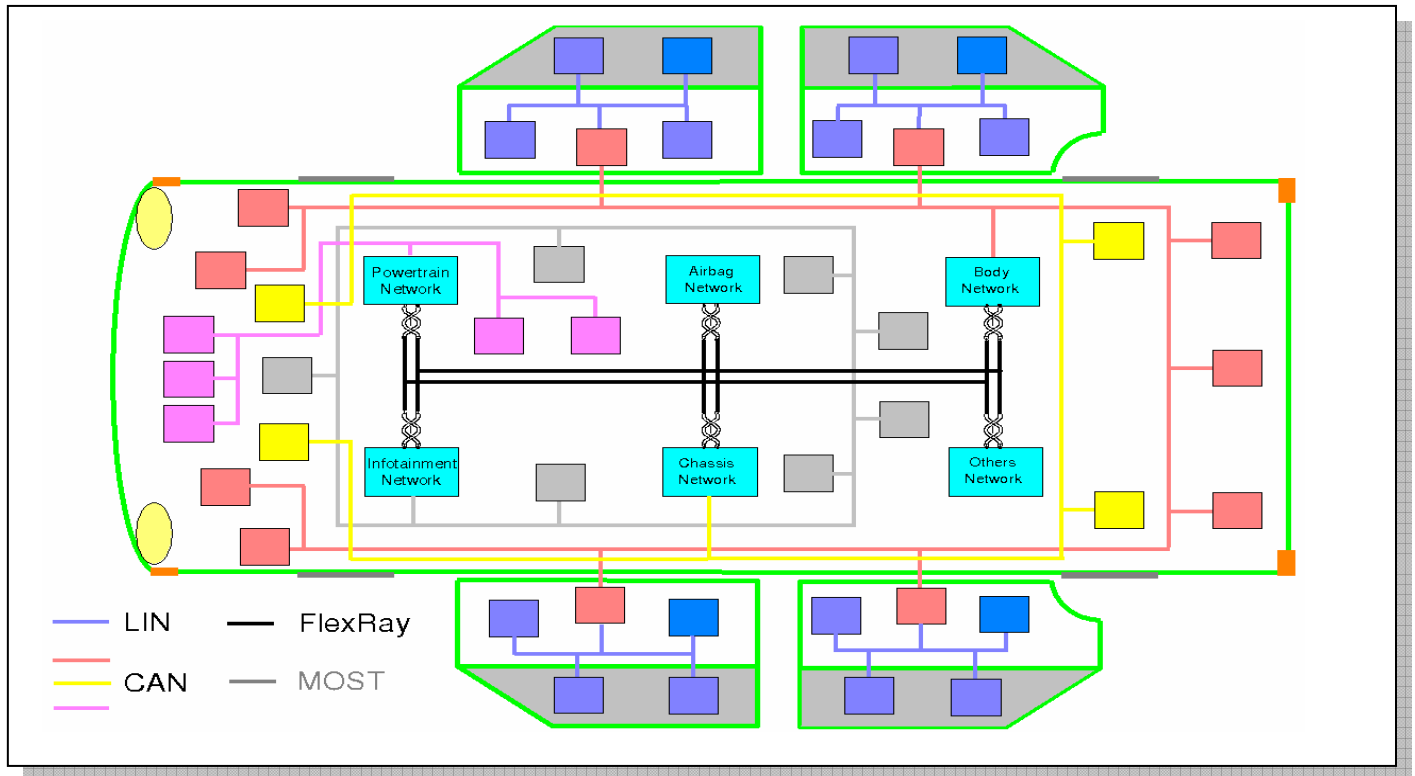 Powertrain
Network
Airbag
Network
Body
Network
Infotainment
Network
Chassis
Network
Others
Network
LIN
FlexRay
CAN
MOST